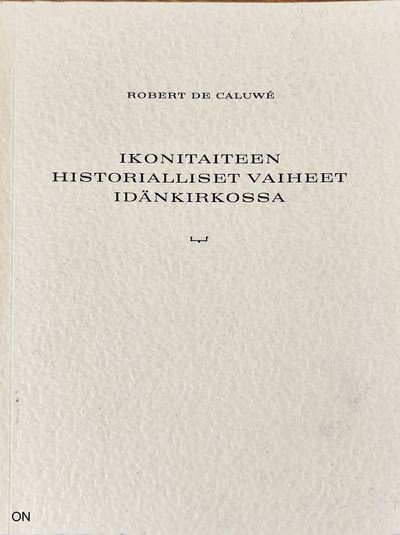 ROBERT DE CALUWÉ
IKONITAITEEN
HISTORIALLISET VAIHEET
IDÄNKIRKOSSA
ON